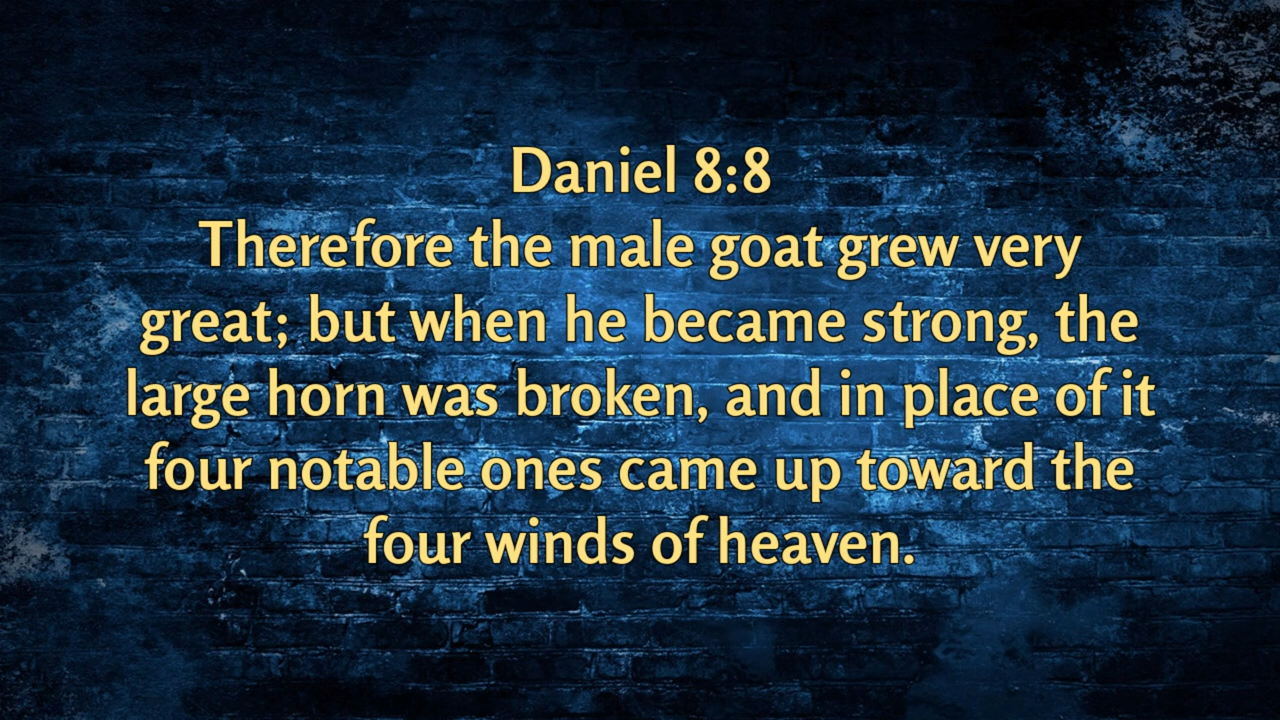 Daniel 8:8
Therefore the male goat grew very
great; but when he became strong, the
large horn was broken, and in place of it
four notable ones came up toward the
four winds of heaven.